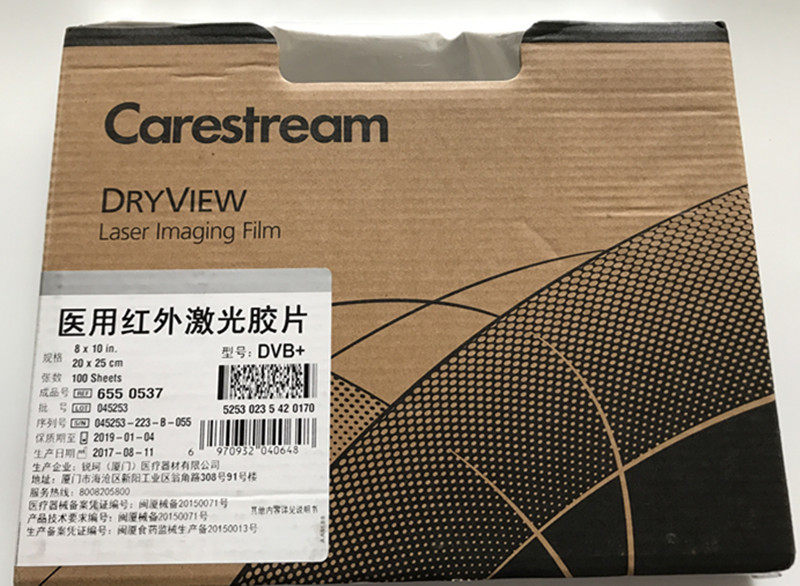 Carestream
DRYVIEW
Laser Imaging Film
医用红外激光胶片
规格 8 x 10 in.
20 x 25 cm
型号: DVB+
张数 100 Sheets
成品号 REF 655 0537
批 号 LOT 045253
5253 023 5 42 0170
序列号 S/N 045253-223-B-055
保质期至 2019-01-04
生产日期 2017-08-11
6 970932 040648
生产企业: 锐珂（厦门）医疗器材有限公司
地址: 厦门市海沧区新阳工业区翁角路308号91号楼
服务热线: 8008205800
医疗器械备案凭证编号: 闽厦械备20150071号
产品技术要求编号: 闽厦械备20150071号
其他内容详见说明书
生产备案凭证编号: 闽厦食药监械生产备20150013号